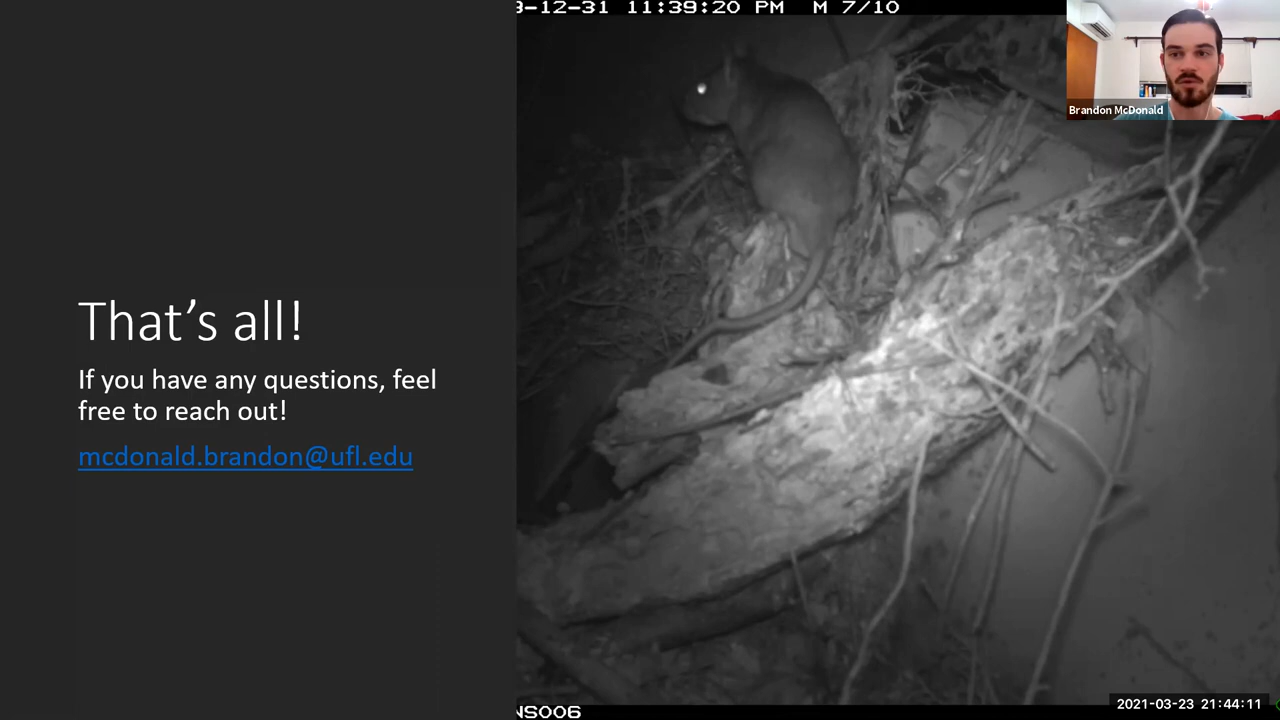 9-12-31 11:39:20 PM M 7/10
Brandon McDonald
That's all!
If you have any questions, feel
free to reach out!
mcdonald.brandon@ufl.edu
NS006
2021-03-23 21:44:11